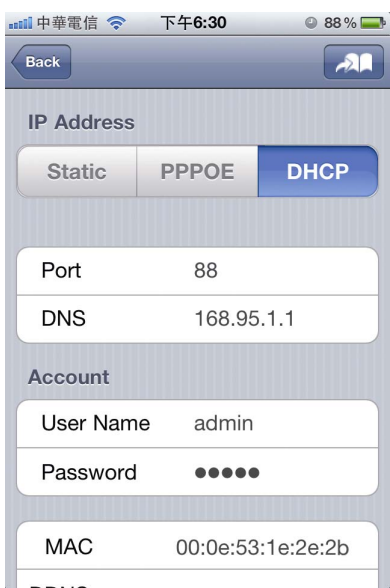 中華電信 下午6:30 88%
Back
IP Address
Static PPPOE DHCP
Port 88
DNS 168.95.1.1
Account
User Name admin
Password ●●●●●
MAC 00:0e:53:1e:2e:2b
DDNS